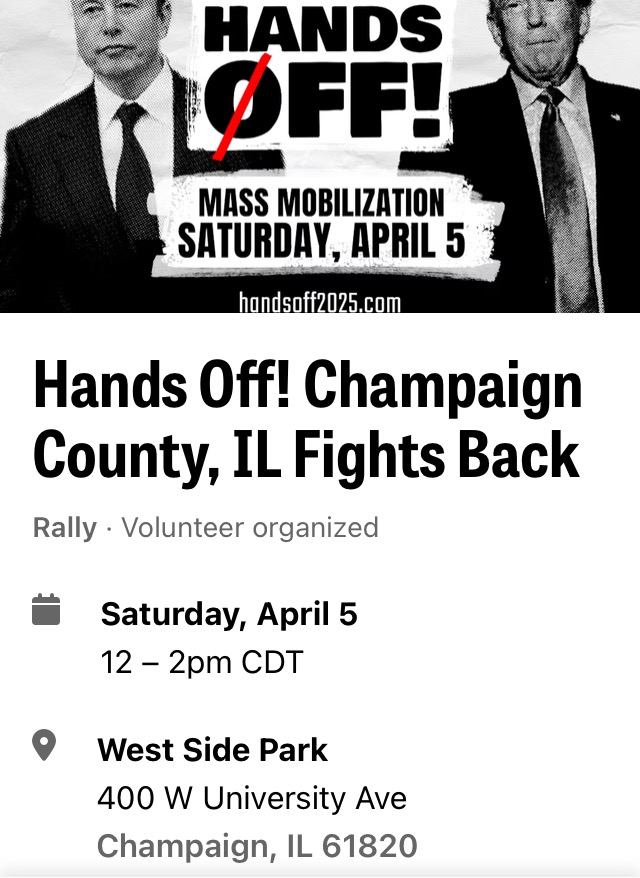 HANDS
OFF!
MASS MOBILIZATION
SATURDAY, APRIL 5
handsoff2025.com
Hands Off! Champaign
County, IL Fights Back
Rally · Volunteer organized
Saturday, April 5
12 – 2pm CDT
West Side Park
400 W University Ave
Champaign, IL 61820